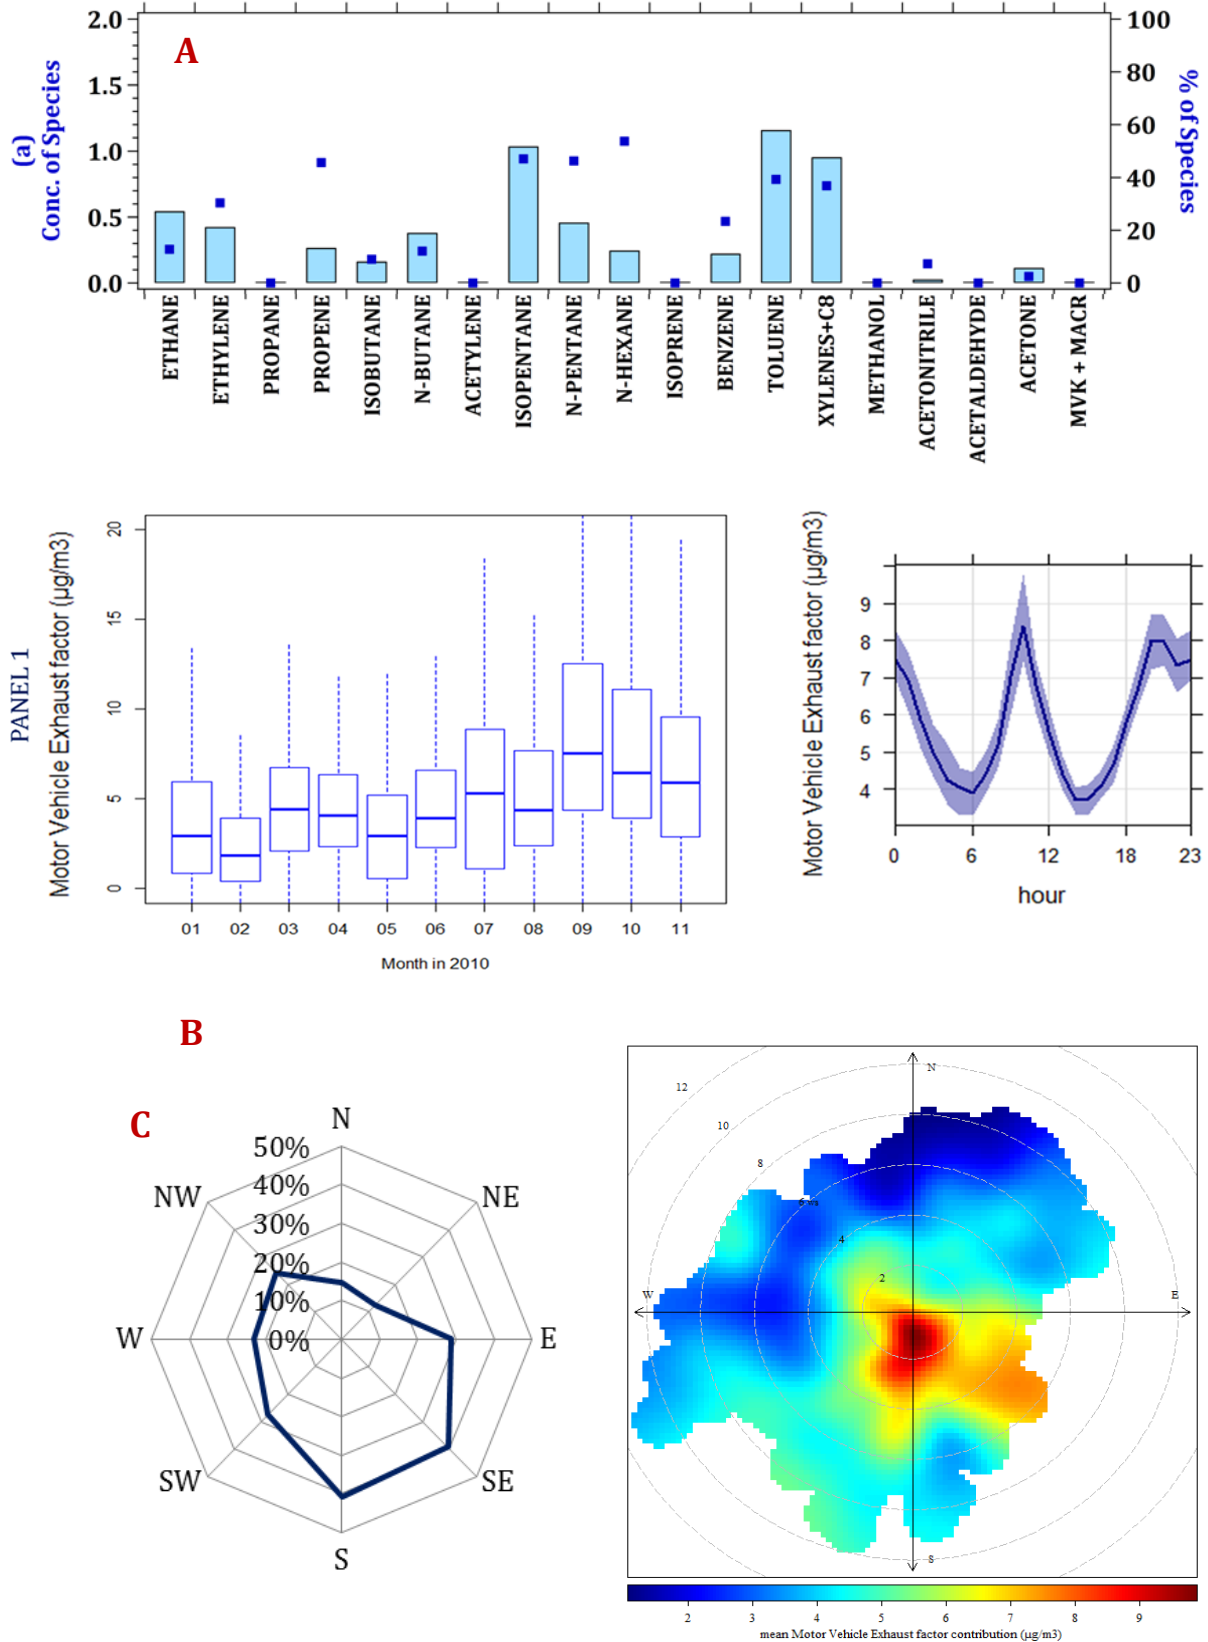 A
(a)
Conc. of Species
2.0
1.5
1.0
0.5
0.0
100
80
60
40
20
0
% of Species
ETHANE
ETHYLENE
PROPANE
PROPENE
ISOBUTANE
N-BUTANE
ACETYLENE
ISOPENTANE
N-PENTANE
N-HEXANE
ISOPRENE
BENZENE
TOLUENE
XYLENES+C8
METHANOL
ACETONITRILE
ACETALDEHYDE
ACETONE
MVK + MACR
PANEL 1
Motor Vehicle Exhaust factor (µg/m3)
20
15
10
5
0
01 02 03 04 05 06 07 08 09 10 11
Month in 2010
Motor Vehicle Exhaust factor (µg/m3)
9
8
7
6
5
4
0 6 12 18 23
hour
B
C
N
50%
40%
30%
20%
10%
0%
NW
NE
W
E
SW
SE
S
12
10
8
6 ws
4
2
N
W
E
S
2 3 4 5 6 7 8 9
mean Motor Vehicle Exhaust factor contribution (µg/m3)